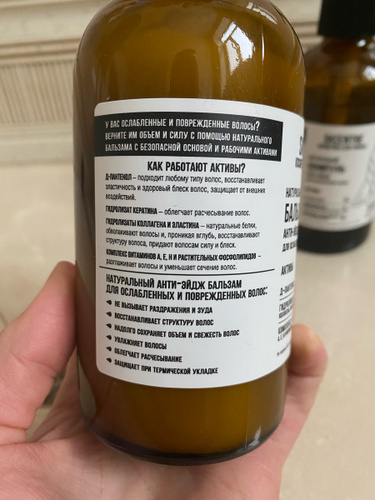 У ВАС ОСЛАБЛЕННЫЕ И ПОВРЕЖДЕННЫЕ ВОЛОСЫ?
ВЕРНИТЕ ИМ ОБЪЕМ И СИЛУ С ПОМОЩЬЮ НАТУРАЛЬНОГО
БАЛЬЗАМА С БЕЗОПАСНОЙ ОСНОВОЙ И РАБОЧИМИ АКТИВАМИ
КАК РАБОТАЮТ АКТИВЫ?
Д-ПАНТЕНОЛ – подходит любому типу волос, восстанавливает
эластичность и здоровый блеск волос, защищает от внешних
воздействий.
ГИДРОЛИЗАТ КЕРАТИНА – облегчает расчесывание волос.
ГИДРОЛИЗАТЫ КОЛЛАГЕНА И ЭЛАСТИНА – натуральные белки,
обволакивают волосы и, проникая вглубь, восстанавливают
структуру волоса, придают волосам силу и блеск.
КОМПЛЕКС ВИТАМИНОВ А, Е, Н И РАСТИТЕЛЬНЫХ ФОСФОЛИПИДОВ –
разглаживает волосы и уменьшает сечение волос.
НАТУРАЛЬНЫЙ АНТИ-ЭЙДЖ БАЛЬЗАМ
ДЛЯ ОСЛАБЛЕННЫХ И ПОВРЕЖДЕННЫХ ВОЛОС:
НЕ ВЫЗЫВАЕТ РАЗДРАЖЕНИЯ И ЗУДА
ВОССТАНАВЛИВАЕТ СТРУКТУРУ ВОЛОС
НАДОЛГО СОХРАНЯЕТ ОБЪЕМ И СВЕЖЕСТЬ ВОЛОС
УВЛАЖНЯЕТ ВОЛОСЫ
ОБЛЕГЧАЕТ РАСЧЕСЫВАНИЕ
ЗАЩИЩАЕТ ПРИ ТЕРМИЧЕСКОЙ УКЛАДКЕ